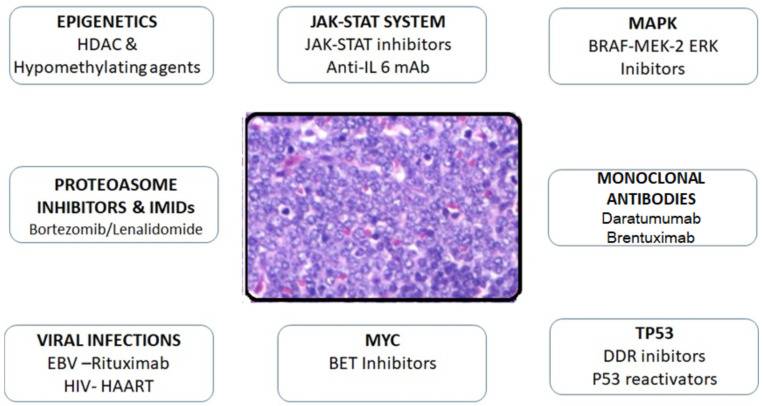 EPIGENETICS
HDAC &
Hypomethylating agents
JAK-STAT SYSTEM
JAK-STAT inhibitors
Anti-IL 6 mAb
MAPK
BRAF-MEK-2 ERK
Inibitors
PROTEOASOME
INHIBITORS & IMIDs
Bortezomib/Lenalidomide
MONOCLONAL
ANTIBODIES
Daratumumab
Brentuximab
VIRAL INFECTIONS
EBV –Rituximab
HIV- HAART
MYC
BET Inhibitors
TP53
DDR inibitors
P53 reactivators